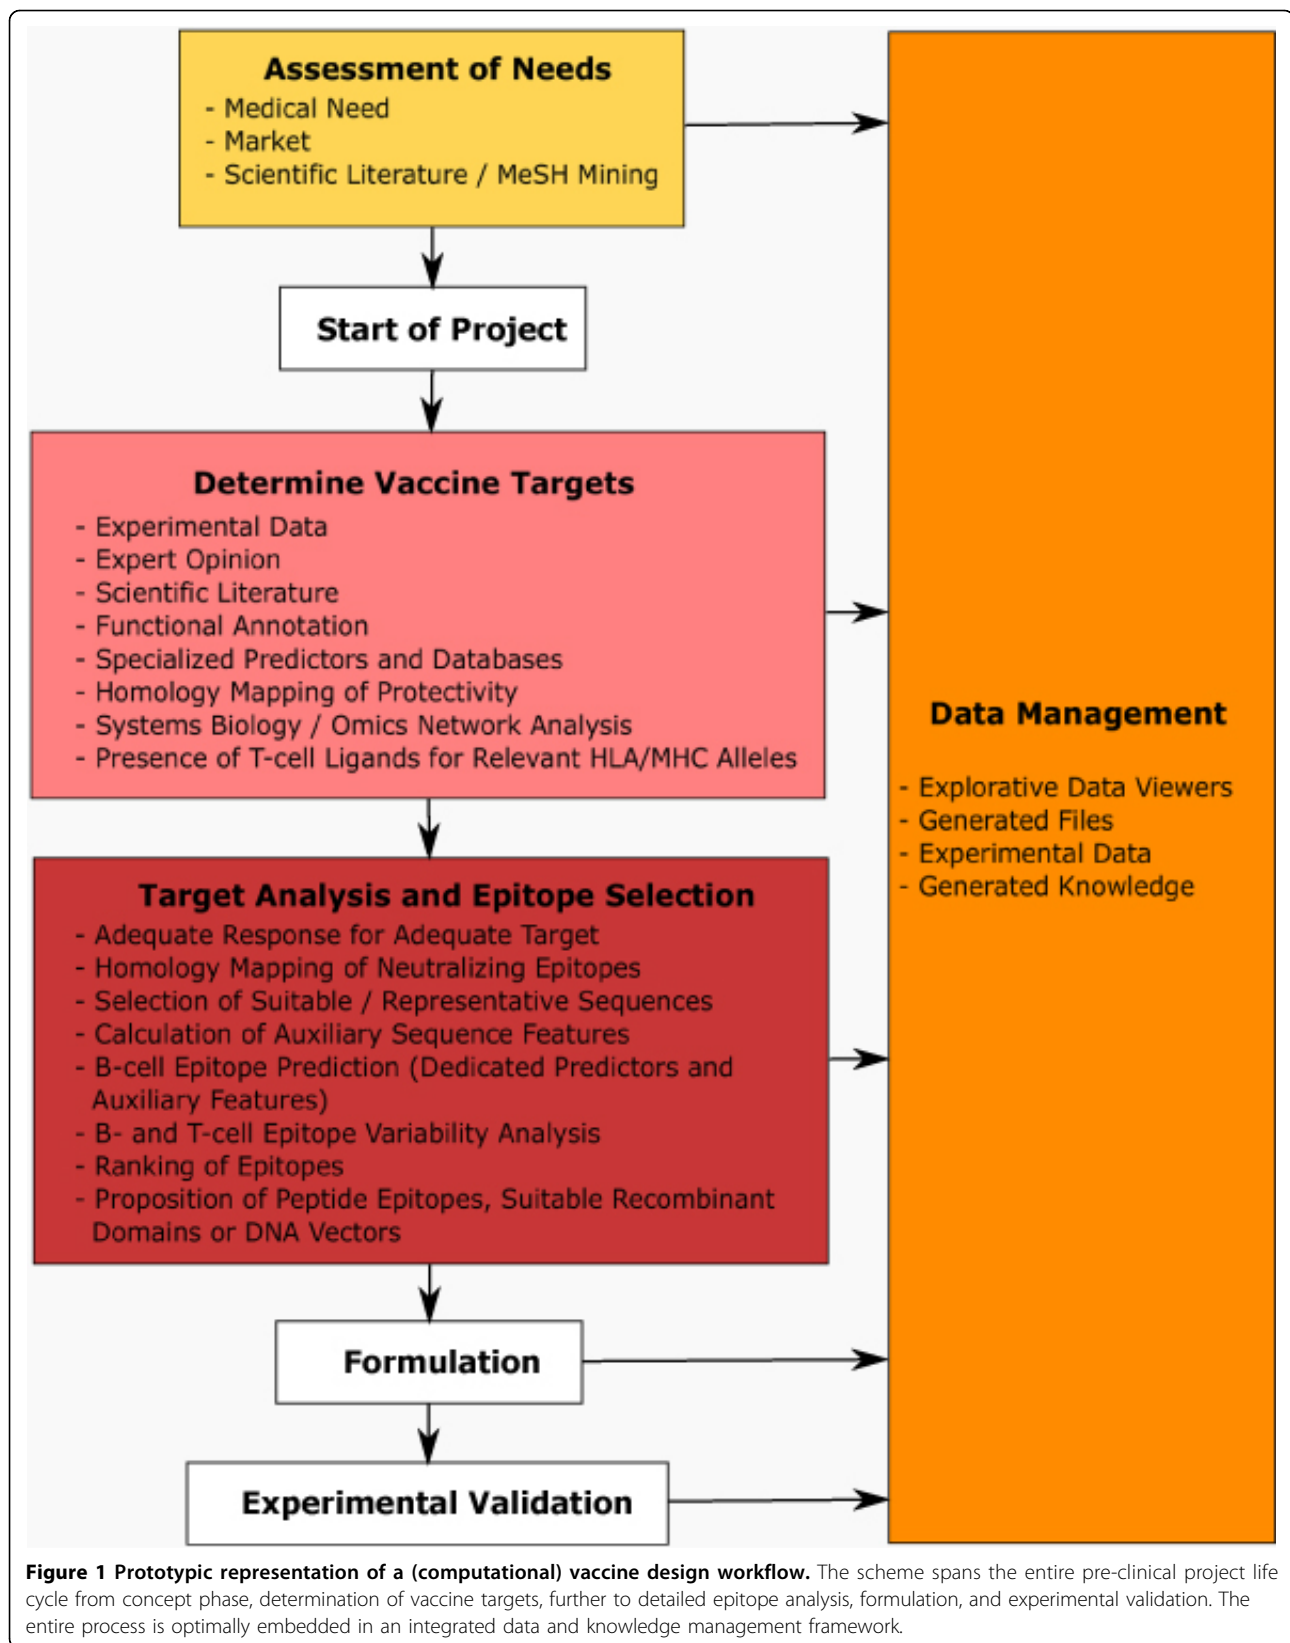 Assessment of Needs
- Medical Need
- Market
- Scientific Literature / MeSH Mining
Start of Project
Determine Vaccine Targets
- Experimental Data
- Expert Opinion
- Scientific Literature
- Functional Annotation
- Specialized Predictors and Databases
- Homology Mapping of Protectivity
- Systems Biology / Omics Network Analysis
- Presence of T-cell Ligands for Relevant HLA/MHC Alleles
Target Analysis and Epitope Selection
- Adequate Response for Adequate Target
- Homology Mapping of Neutralizing Epitopes
- Selection of Suitable / Representative Sequences
- Calculation of Auxiliary Sequence Features
- B-cell Epitope Prediction (Dedicated Predictors and
Auxiliary Features)
- B- and T-cell Epitope Variability Analysis
- Ranking of Epitopes
- Proposition of Peptide Epitopes, Suitable Recombinant
Domains or DNA Vectors
Formulation
Experimental Validation
Data Management
- Explorative Data Viewers
- Generated Files
- Experimental Data
- Generated Knowledge
Figure 1 Prototypic representation of a (computational) vaccine design workflow. The scheme spans the entire pre-clinical project life
cycle from concept phase, determination of vaccine targets, further to detailed epitope analysis, formulation, and experimental validation. The
entire process is optimally embedded in an integrated data and knowledge management framework.